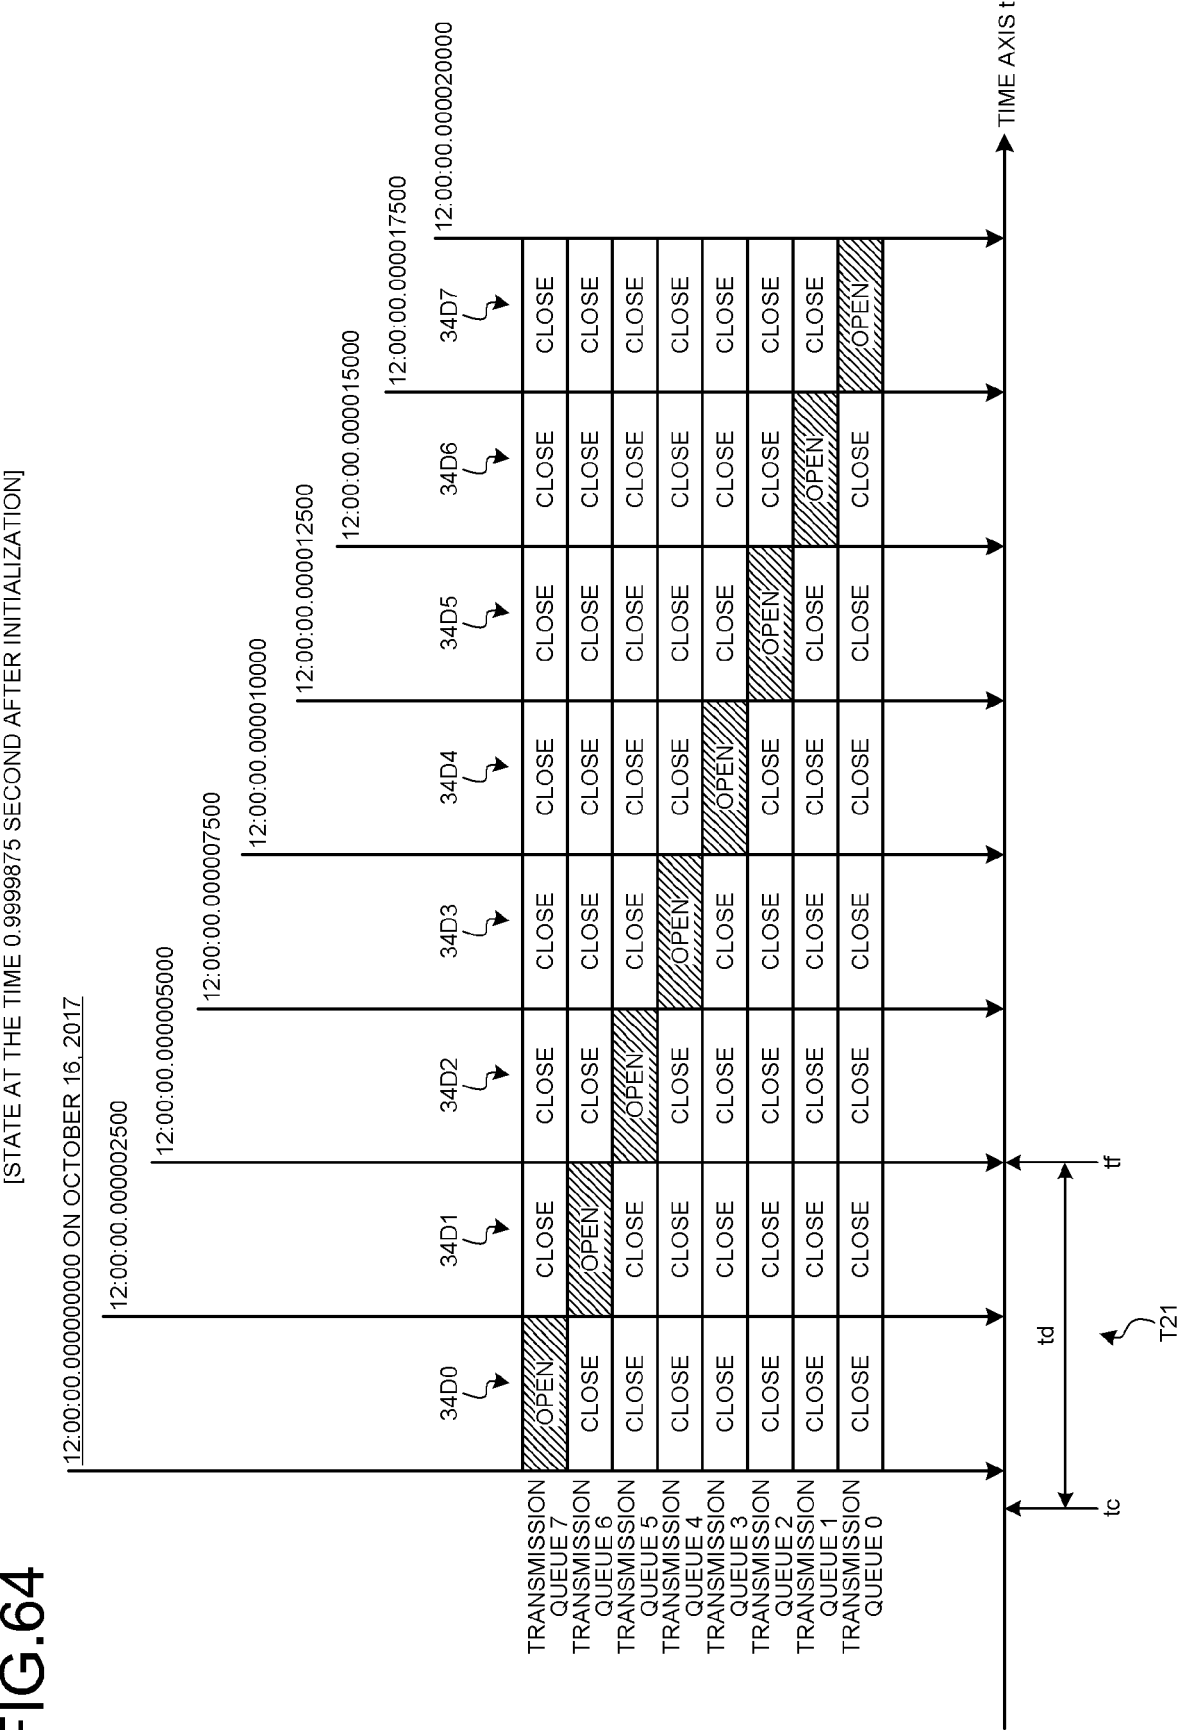 FIG.64
[STATE AT THE TIME 0.9999875 SECOND AFTER INITIALIZATION]
12:00:00.000000000 ON OCTOBER 16, 2017
12:00:00.000002500
12:00:00.000005000
12:00:00.000007500
12:00:00.000010000
12:00:00.000012500
12:00:00.000015000
12:00:00.000017500
12:00:00.000020000
34D0 34D1 34D2 34D3 34D4 34D5 34D6 34D7
TRANSMISSION
QUEUE 7
OPEN CLOSE CLOSE CLOSE CLOSE CLOSE CLOSE CLOSE
TRANSMISSION
QUEUE 6
CLOSE OPEN CLOSE CLOSE CLOSE CLOSE CLOSE CLOSE
TRANSMISSION
QUEUE 5
CLOSE CLOSE OPEN CLOSE CLOSE CLOSE CLOSE CLOSE
TRANSMISSION
QUEUE 4
CLOSE CLOSE CLOSE OPEN CLOSE CLOSE CLOSE CLOSE
TRANSMISSION
QUEUE 3
CLOSE CLOSE CLOSE CLOSE OPEN CLOSE CLOSE CLOSE
TRANSMISSION
QUEUE 2
CLOSE CLOSE CLOSE CLOSE CLOSE OPEN CLOSE CLOSE
TRANSMISSION
QUEUE 1
CLOSE CLOSE CLOSE CLOSE CLOSE CLOSE OPEN CLOSE
TRANSMISSION
QUEUE 0
CLOSE CLOSE CLOSE CLOSE CLOSE CLOSE CLOSE OPEN
TIME AXIS t
td
tc
tf
T21